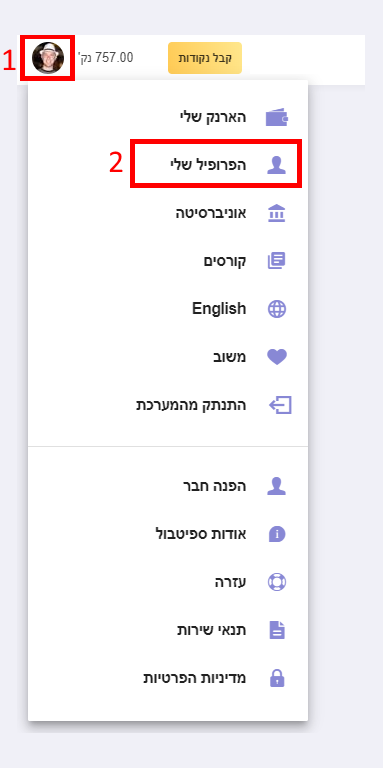 קבל נקודות
757.00 נק'
1
הארנק שלי
הפרופיל שלי
2
אוניברסיטה
קורסים
English
משוב
התנתק מהמערכת
הפנה חבר
אודות ספיטבול
עזרה
תנאי שירות
מדיניות הפרטיות